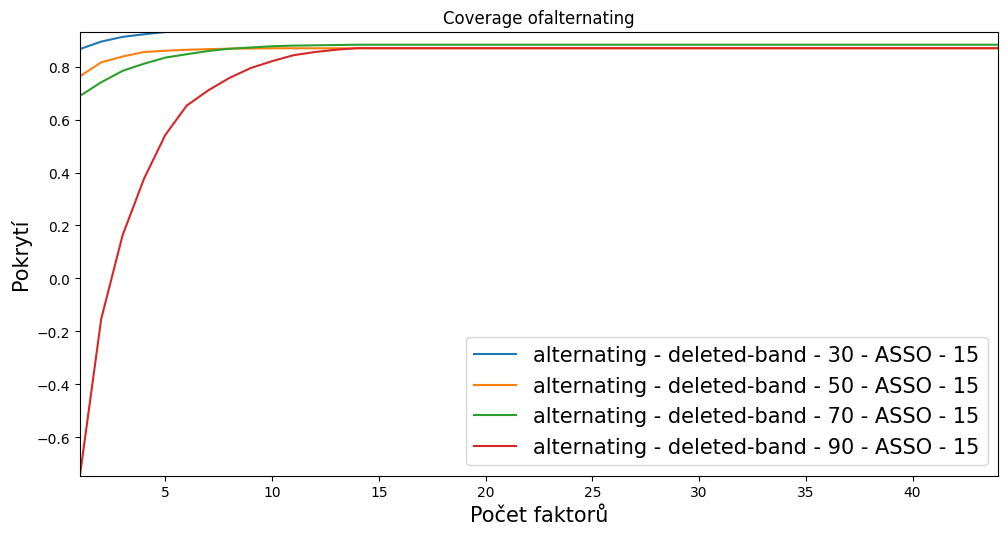 Coverage ofalternating
Pokrytí
0.8
0.6
0.4
0.2
0.0
−0.2
−0.4
−0.6
alternating - deleted-band - 30 - ASSO - 15
alternating - deleted-band - 50 - ASSO - 15
alternating - deleted-band - 70 - ASSO - 15
alternating - deleted-band - 90 - ASSO - 15
5 10 15 20 25 30 35 40
Počet faktorů